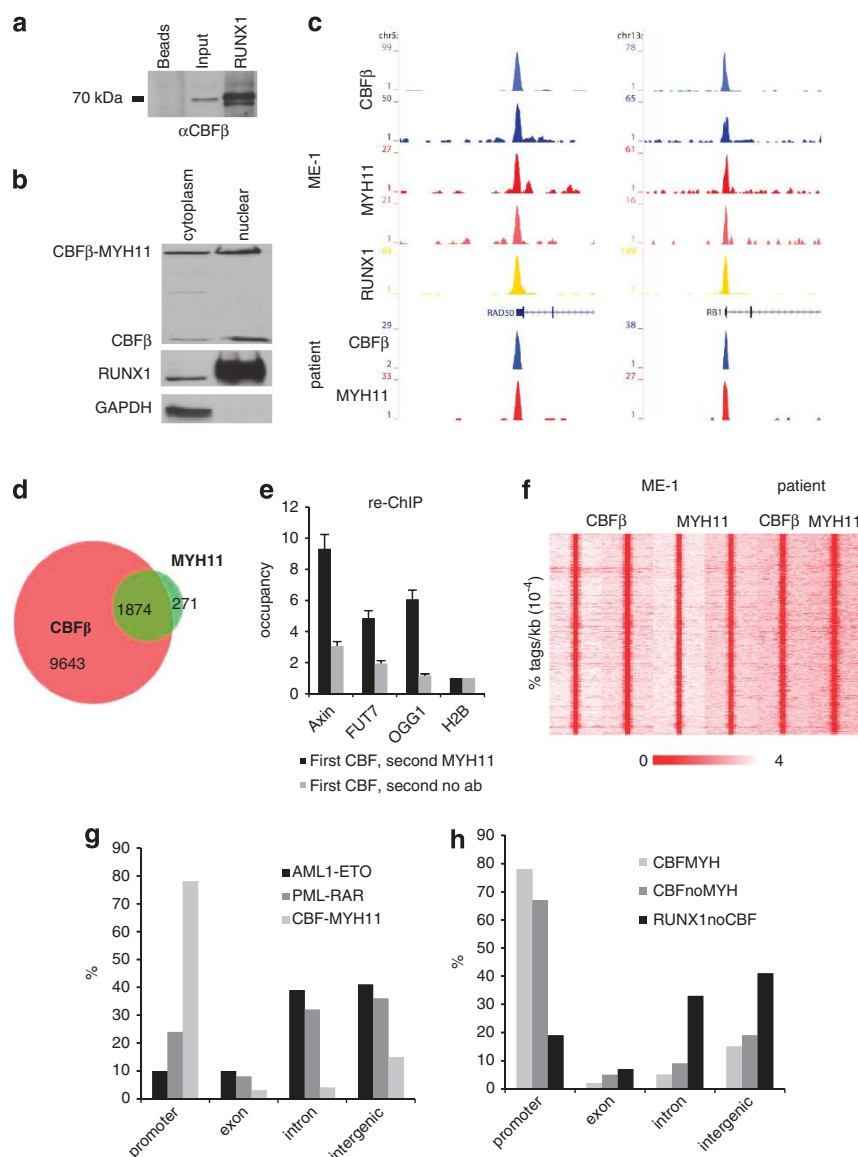 a
Beads
Input
RUNX1
70 kDa
αCBFβ
b
cytoplasm
nuclear
CBFβ-MYH11
CBFβ
RUNX1
GAPDH
c
chr5:
chr13:
99
1
78
1
CBFβ
50
1
65
1
ME-1
27
1
61
1
MYH11
21
1
16
1
RUNX1
63
1
199
1
RAD50
RB1
patient
CBFβ
29
2
38
1
MYH11
33
1
27
1
d
MYH11
1874
271
CBFβ
9643
e
re-ChIP
occupancy
12
10
8
6
4
2
0
Axin
FUT7
OGG1
H2B
First CBF, second MYH11
First CBF, second no ab
f
ME-1
patient
CBFβ
MYH11
CBFβ
MYH11
% tags/kb (10⁻⁴)
0
4
g
90
80
70
60
50
40
30
20
10
0
%
AML1-ETO
PML-RAR
CBF-MYH11
promoter
exon
intron
intergenic
h
90
80
70
60
50
40
30
20
10
0
%
CBFMYH
CBFnoMYH
RUNX1noCBF
promoter
exon
intron
intergenic